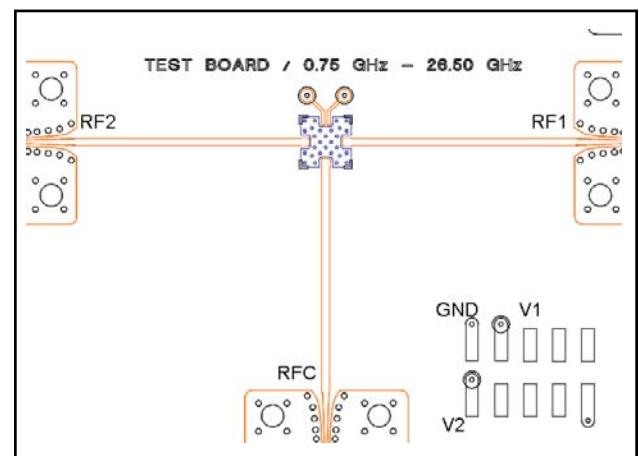 TEST BOARD / 0.75 GHz – 26.50 GHz
RF2
RF1
GND
V1
RFC
V2